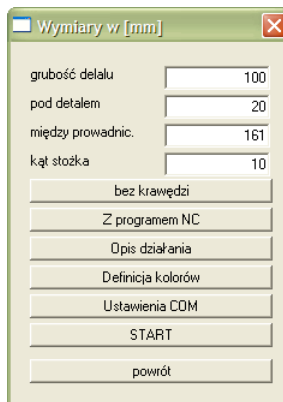 Wymiary w [mm]
grubość delalu 100
pod detalem 20
między prowadnic. 161
kąt stożka 10
bez krawędzi
Z programem NC
Opis działania
Definicja kolorów
Ustawienia COM
START
powrót